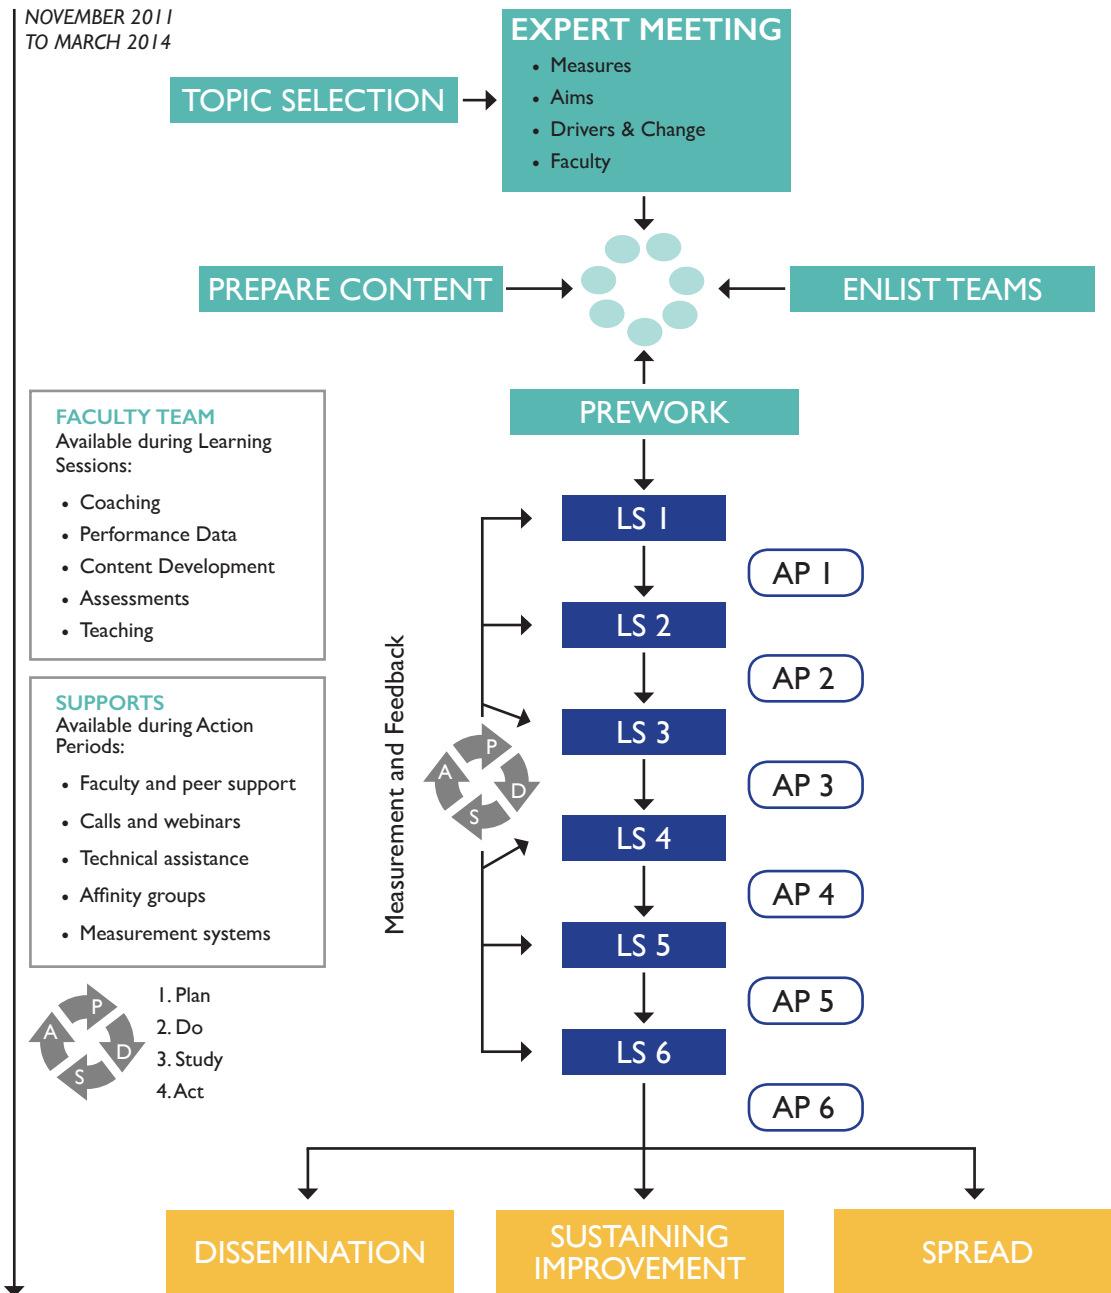 NOVEMBER 2011
TO MARCH 2014
EXPERT MEETING
• Measures
• Aims
• Drivers & Change
• Faculty
TOPIC SELECTION
PREPARE CONTENT
ENLIST TEAMS
PREWORK
FACULTY TEAM
Available during Learning
Sessions:
• Coaching
• Performance Data
• Content Development
• Assessments
• Teaching
SUPPORTS
Available during Action
Periods:
• Faculty and peer support
• Calls and webinars
• Technical assistance
• Affinity groups
• Measurement systems
P
D
S
A
1. Plan
2. Do
3. Study
4. Act
Measurement and Feedback
P
D
S
A
LS 1
AP 1
LS 2
AP 2
LS 3
AP 3
LS 4
AP 4
LS 5
AP 5
LS 6
AP 6
DISSEMINATION
SUSTAINING
IMPROVEMENT
SPREAD